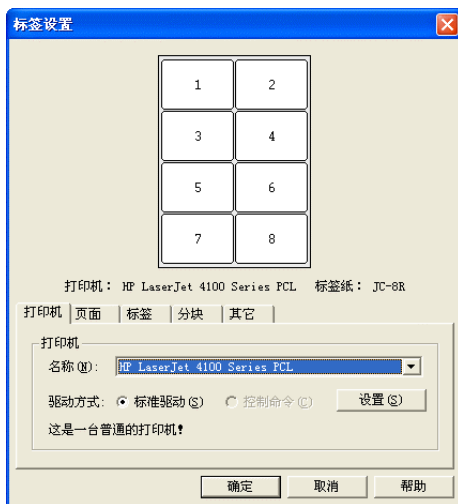 标签设置
1 2
3 4
5 6
7 8
打印机: HP LaserJet 4100 Series PCL 标签纸: JC-8R
打印机 页面 标签 分块 其它
打印机
名称(N): HP LaserJet 4100 Series PCL
驱动方式: 标准驱动(S) 控制命令(C) 设置(S)
这是一台普通的打印机!
确定 取消 帮助